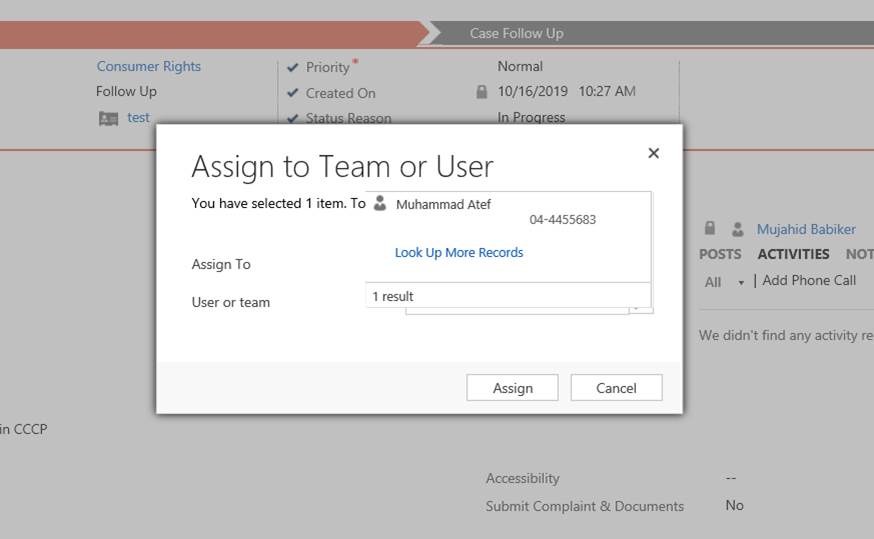 Case Follow Up
Consumer Rights
Priority*
Normal
Follow Up
Created On
10/16/2019 10:27 AM
test
Status Reason
In Progress
Assign to Team or User
You have selected 1 item. To
Muhammad Atef
04-4455683
Look Up More Records
Assign To
User or team
1 result
Assign
Cancel
Mujahid Babiker
POSTS ACTIVITIES NOT
All | Add Phone Call
We didn't find any activity re
in CCCP
Accessibility
--
Submit Complaint & Documents
No